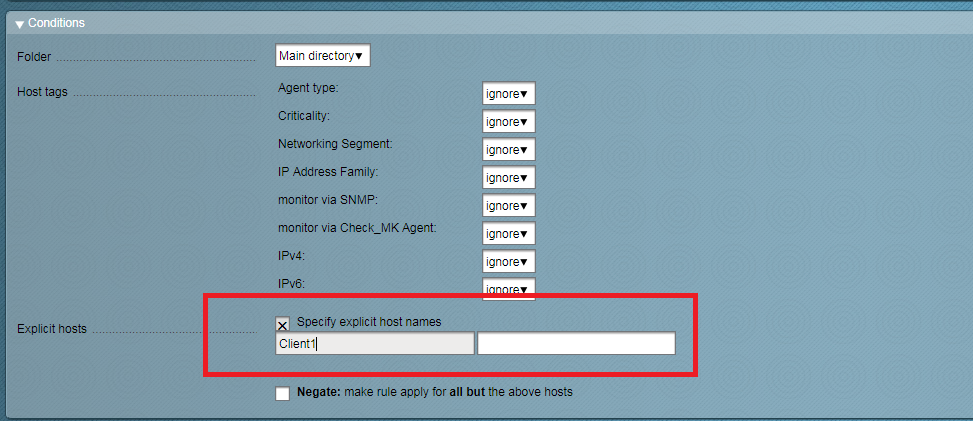 Conditions
Folder Main directory
Host tags Agent type: ignore
Criticality: ignore
Networking Segment: ignore
IP Address Family: ignore
monitor via SNMP: ignore
monitor via Check_MK Agent: ignore
IPv4: ignore
IPv6: ignore
Explicit hosts Specify explicit host names
Client1
Negate: make rule apply for all but the above hosts